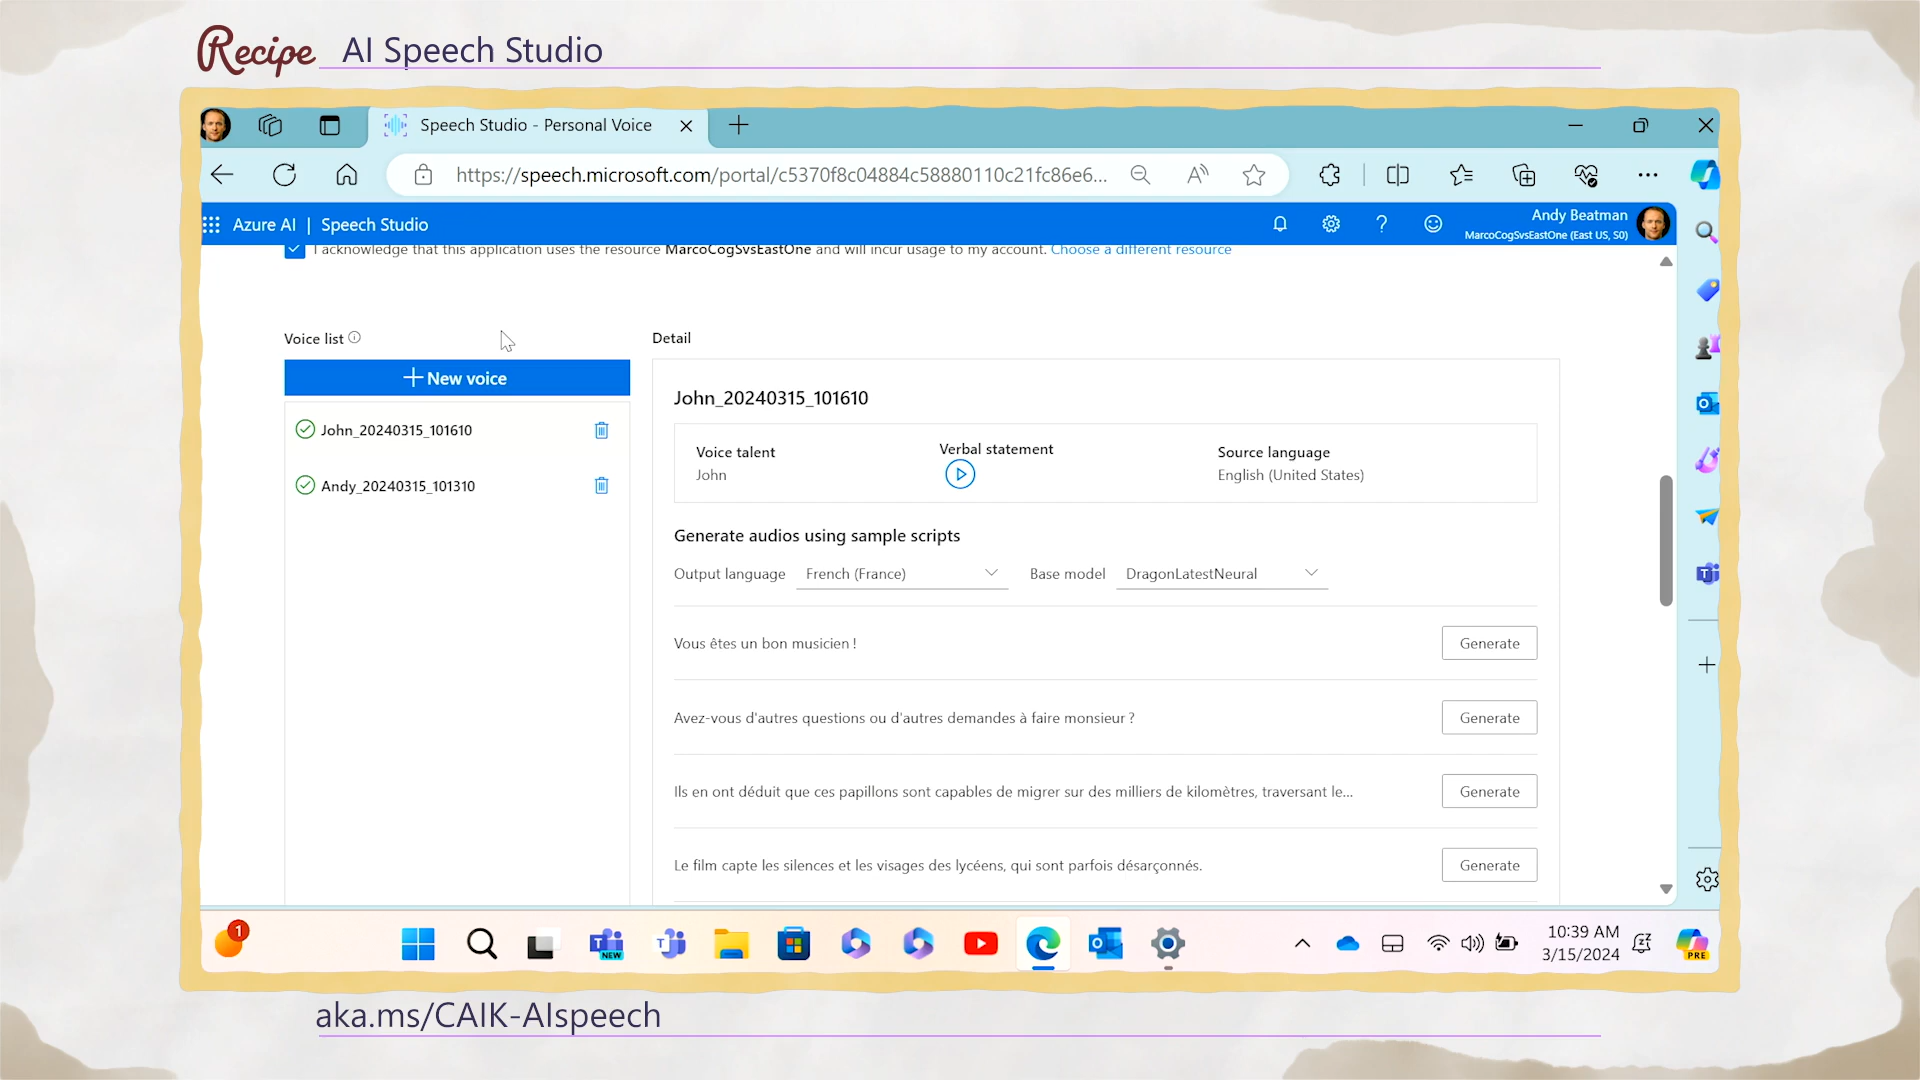 Recipe AI Speech Studio
Speech Studio - Personal Voice
https://speech.microsoft.com/portal/c5370f8c04884c58880110c21fc86e6...
Azure AI | Speech Studio
Andy Beatman
MarcoCogSvsEastOne (East US, S0)
I acknowledge that this application uses the resource MarcoCogSvsEastOne and will incur usage to my account. Choose a different resource
Voice list
Detail
New voice
John_20240315_101610
Andy_20240315_101310
John_20240315_101610
Voice talent
John
Verbal statement
Source language
English (United States)
Generate audios using sample scripts
Output language French (France) Base model DragonLatestNeural
Vous êtes un bon musicien ! Generate
Avez-vous d'autres questions ou d'autres demandes à faire monsieur ? Generate
Ils en ont déduit que ces papillons sont capables de migrer sur des milliers de kilomètres, traversant le... Generate
Le film capte les silences et les visages des lycéens, qui sont parfois désarçonnés. Generate
1
NEW
10:39 AM
3/15/2024
PRE
aka.ms/CAIK-AIspeech